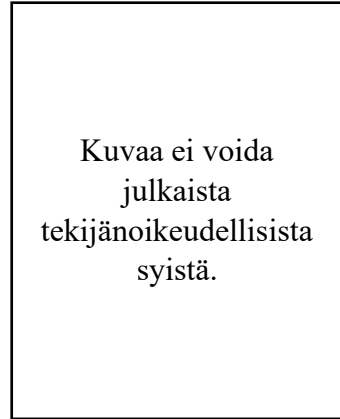 Kuvaa ei voida
julkaista
tekijänoikeudellisista
syistä.